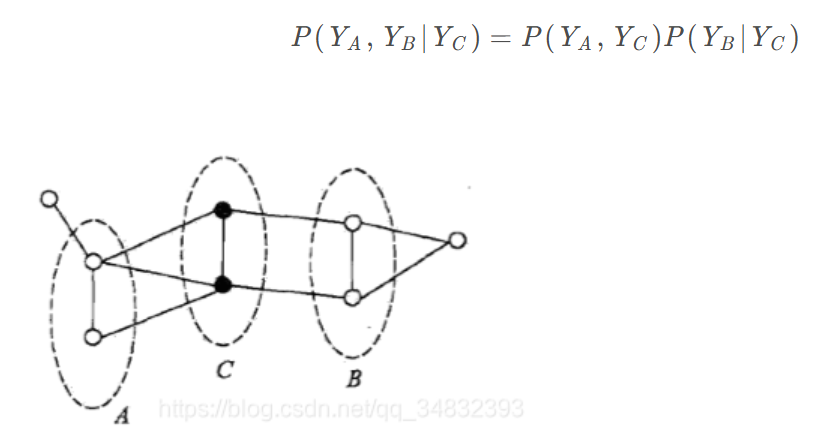 P(Y_A, Y_B|Y_C) = P(Y_A, Y_C)P(Y_B|Y_C)
C
B
A
https://blog.csdn.net/qq_34832393